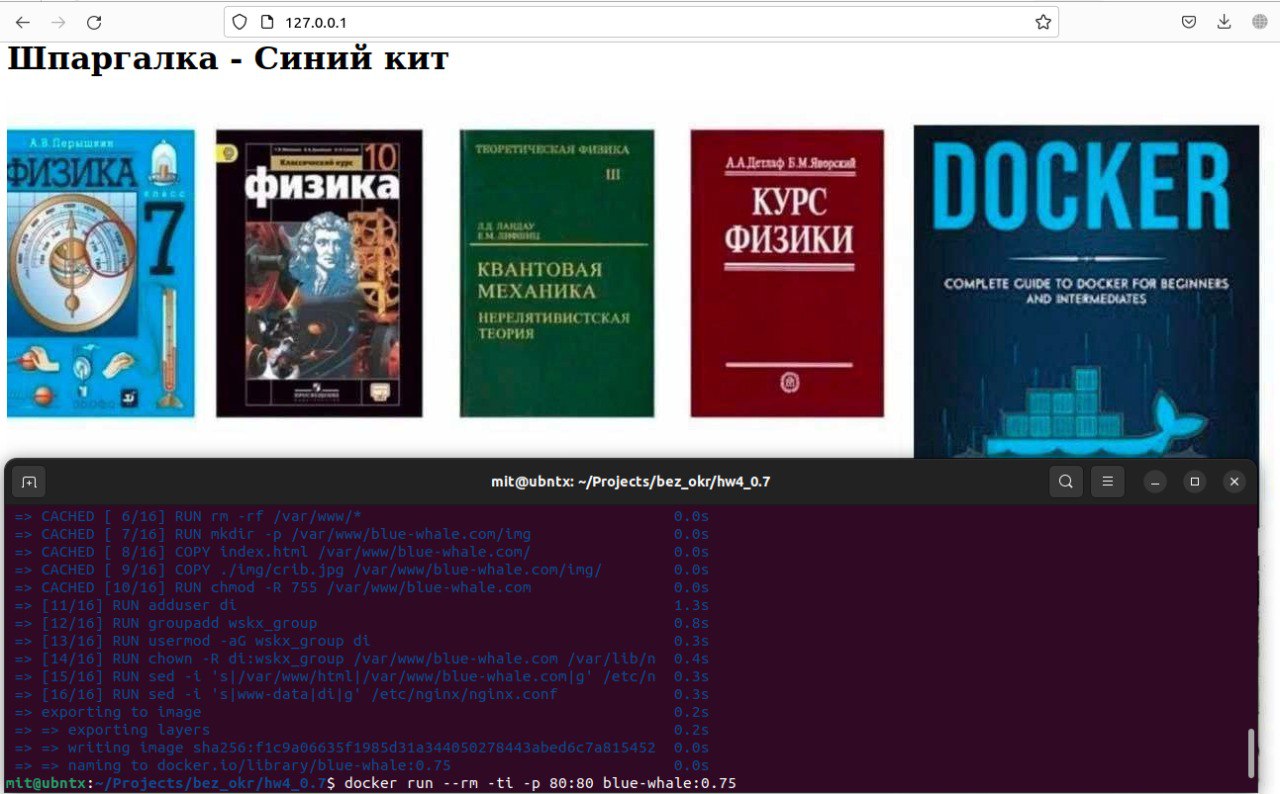 127.0.0.1
Шпаргалка - Синий кит
А.В.Перышкин
ФИЗИКА
класс
7
Классический курс
10
физика
ПРОСВЕЩЕНИЕ
ТЕОРЕТИЧЕСКАЯ ФИЗИКА
III
Л.Д. ЛАНДАУ
Е.М. ЛИФШИЦ
КВАНТОВАЯ
МЕХАНИКА
НЕРЕЛЯТИВИСТСКАЯ
ТЕОРИЯ
А.А.Детлаф Б.М.Яворский
КУРС
ФИЗИКИ
DOCKER
COMPLETE GUIDE TO DOCKER FOR BEGINNERS
AND INTERMEDIATES
mit@ubntx: ~/Projects/bez_okr/hw4_0.7
=> CACHED [ 6/16] RUN rm -rf /var/www/* 0.0s
=> CACHED [ 7/16] RUN mkdir -p /var/www/blue-whale.com/img 0.0s
=> CACHED [ 8/16] COPY index.html /var/www/blue-whale.com/ 0.0s
=> CACHED [ 9/16] COPY ./img/crib.jpg /var/www/blue-whale.com/img/ 0.0s
=> CACHED [10/16] RUN chmod -R 755 /var/www/blue-whale.com 0.0s
=> [11/16] RUN adduser di 1.3s
=> [12/16] RUN groupadd wskx_group 0.8s
=> [13/16] RUN usermod -aG wskx_group di 0.3s
=> [14/16] RUN chown -R di:wskx_group /var/www/blue-whale.com /var/lib/n 0.4s
=> [15/16] RUN sed -i 's|/var/www/html|/var/www/blue-whale.com|g' /etc/n 0.3s
=> [16/16] RUN sed -i 's|www-data|di|g' /etc/nginx/nginx.conf 0.3s
=> exporting to image 0.2s
=> => exporting layers 0.2s
=> => writing image sha256:f1c9a06635f1985d31a344050278443abed6c7a815452 0.0s
=> => naming to docker.io/library/blue-whale:0.75 0.0s
mit@ubntx:~/Projects/bez_okr/hw4_0.7$ docker run --rm -ti -p 80:80 blue-whale:0.75